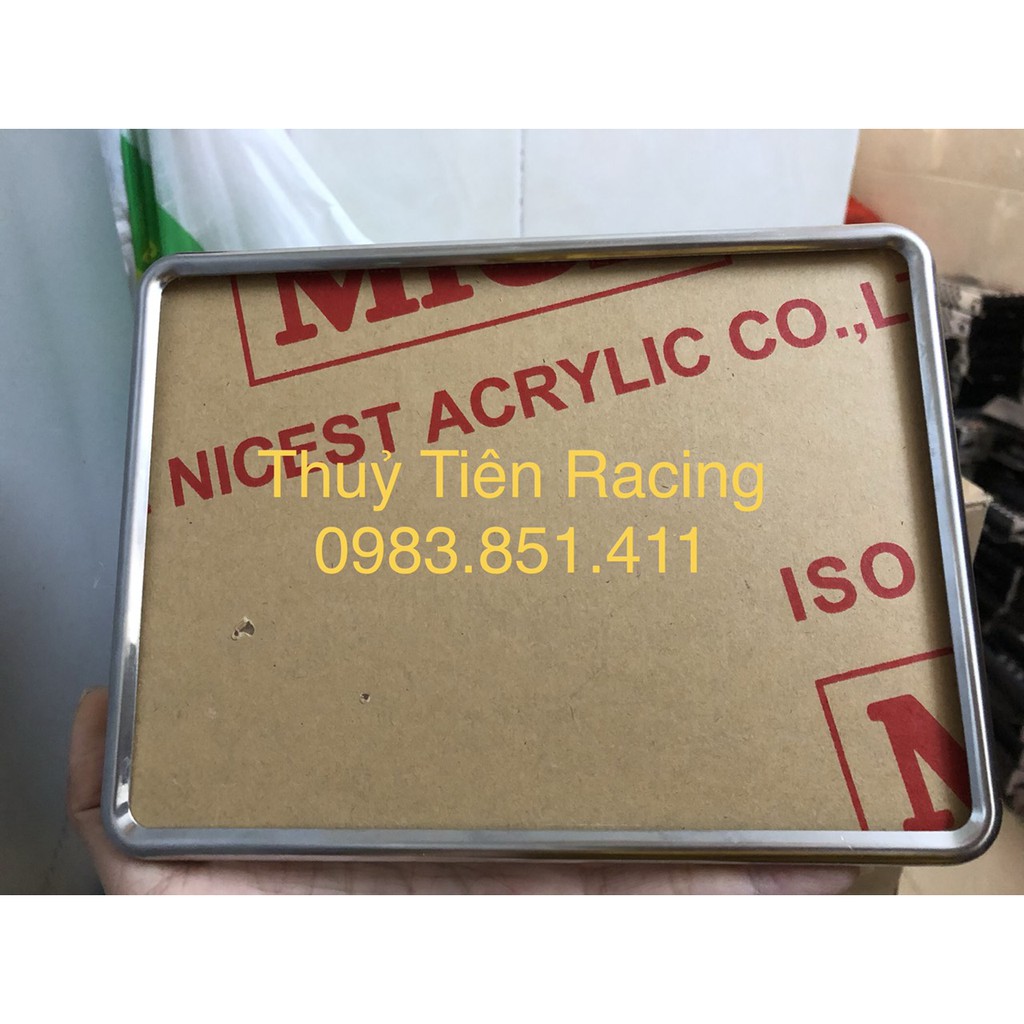 NICEST ACRYLIC CO.,L
Thuỷ Tiên Racing
0983.851.411
ISO